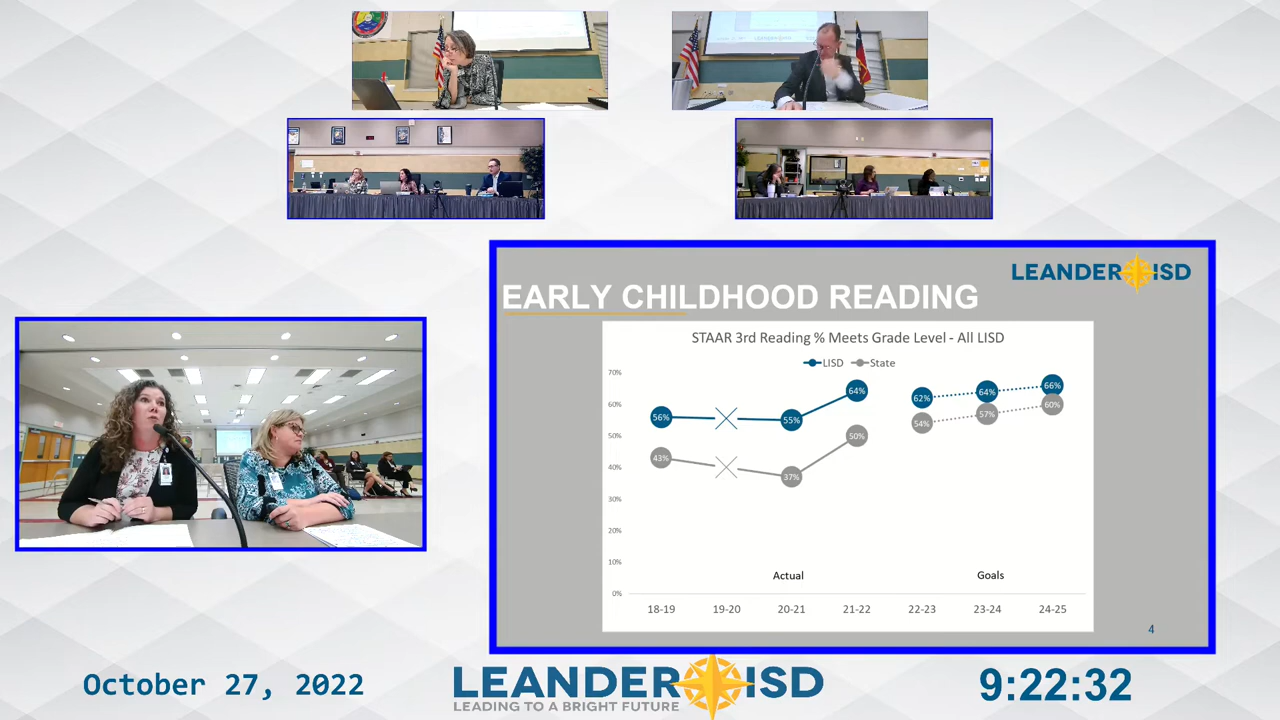 LEANDER ISD
EARLY CHILDHOOD READING
STAAR 3rd Reading % Meets Grade Level - All LISD
LISD State
70%
60%
50%
40%
30%
20%
10%
0%
56% 55% 64% 62% 64% 66%
43% 37% 50% 54% 57% 60%
Actual Goals
18-19 19-20 20-21 21-22 22-23 23-24 24-25
4
October 27, 2022
LEANDER ISD
LEADING TO A BRIGHT FUTURE
9:22:32